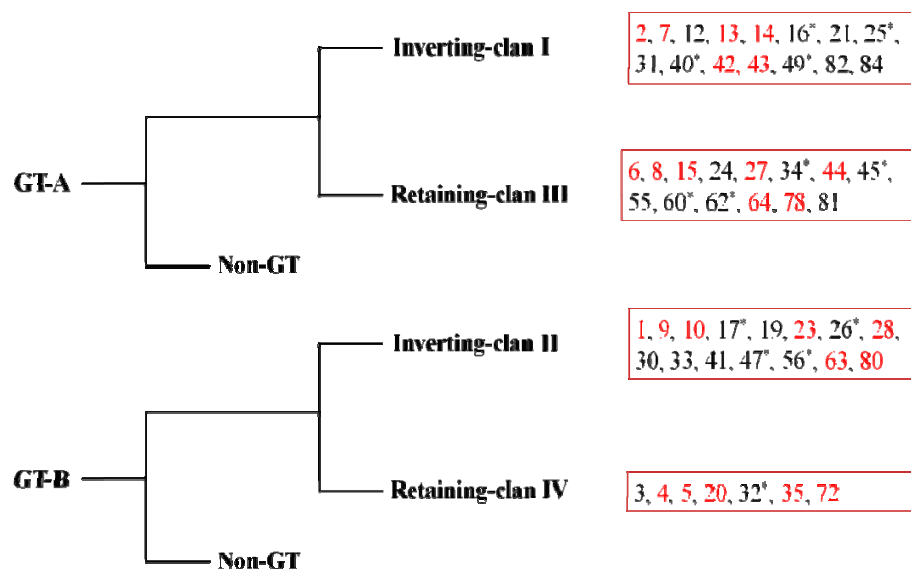 Inverting-clan I
2, 7, 12, 13, 14, 16*, 21, 25*,
31, 40*, 42, 43, 49*, 82, 84
GT-A
Retaining-clan III
6, 8, 15, 24, 27, 34*, 44, 45*,
55, 60*, 62*, 64, 78, 81
Non-GT
Inverting-clan II
1, 9, 10, 17*, 19, 23, 26*, 28,
30, 33, 41, 47*, 56*, 63, 80
GT-B
Retaining-clan IV
3, 4, 5, 20, 32*, 35, 72
Non-GT